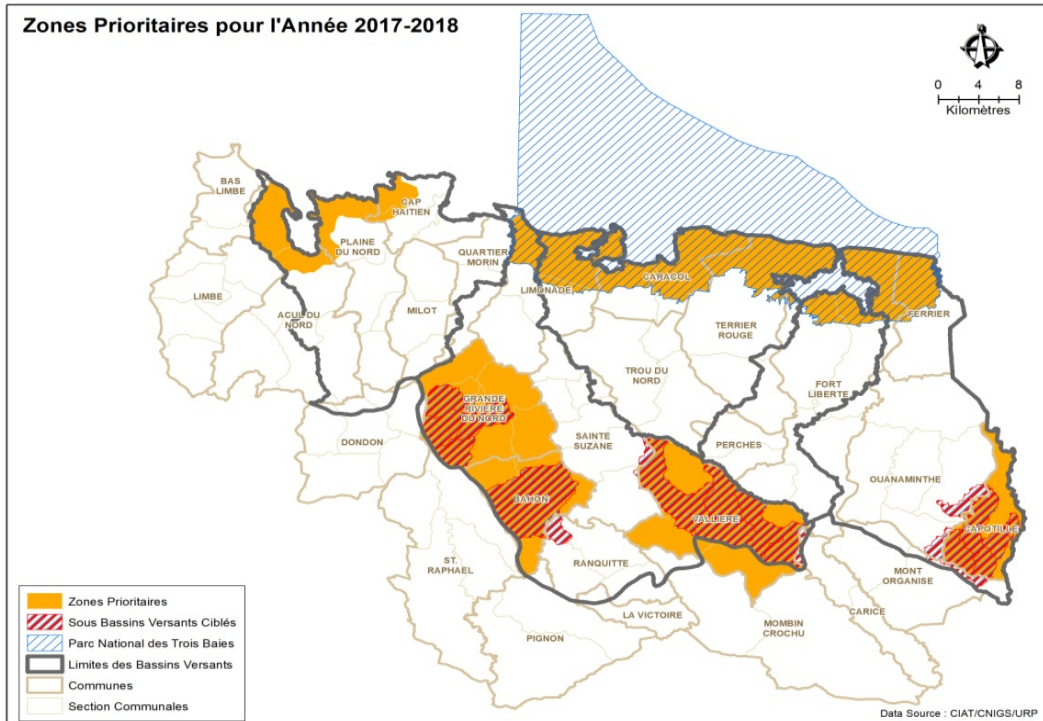 Zones Prioritaires pour l'Année 2017-2018
0 4 8
Kilomètres
BAS
LIMBE
CAP
HAITIEN
PLAINE
DU NORD
QUARTIER
MORIN
LIMBE
ACUL DU
NORD
MILOT
LIMONADE
CARACOL
TERRIER
ROUGE
FERRIER
TROU DU
NORD
FORT
LIBERTE
GRANDE
RIVIERE
DU NORD
DONDON
SAINTE
SUZANE
PERCHES
OUANAMINTHE
BAHON
VALLIERE
CAPOTILLE
ST.
RAPHAEL
RANQUITTE
MONT
ORGANISE
LA VICTOIRE
CARICE
PIGNON
MOMBIN
CROCHU
Zones Prioritaires
Sous Bassins Versants Ciblés
Parc National des Trois Baies
Limites des Bassins Versants
Communes
Section Communales
Data Source : CIAT/CNIGS/URP